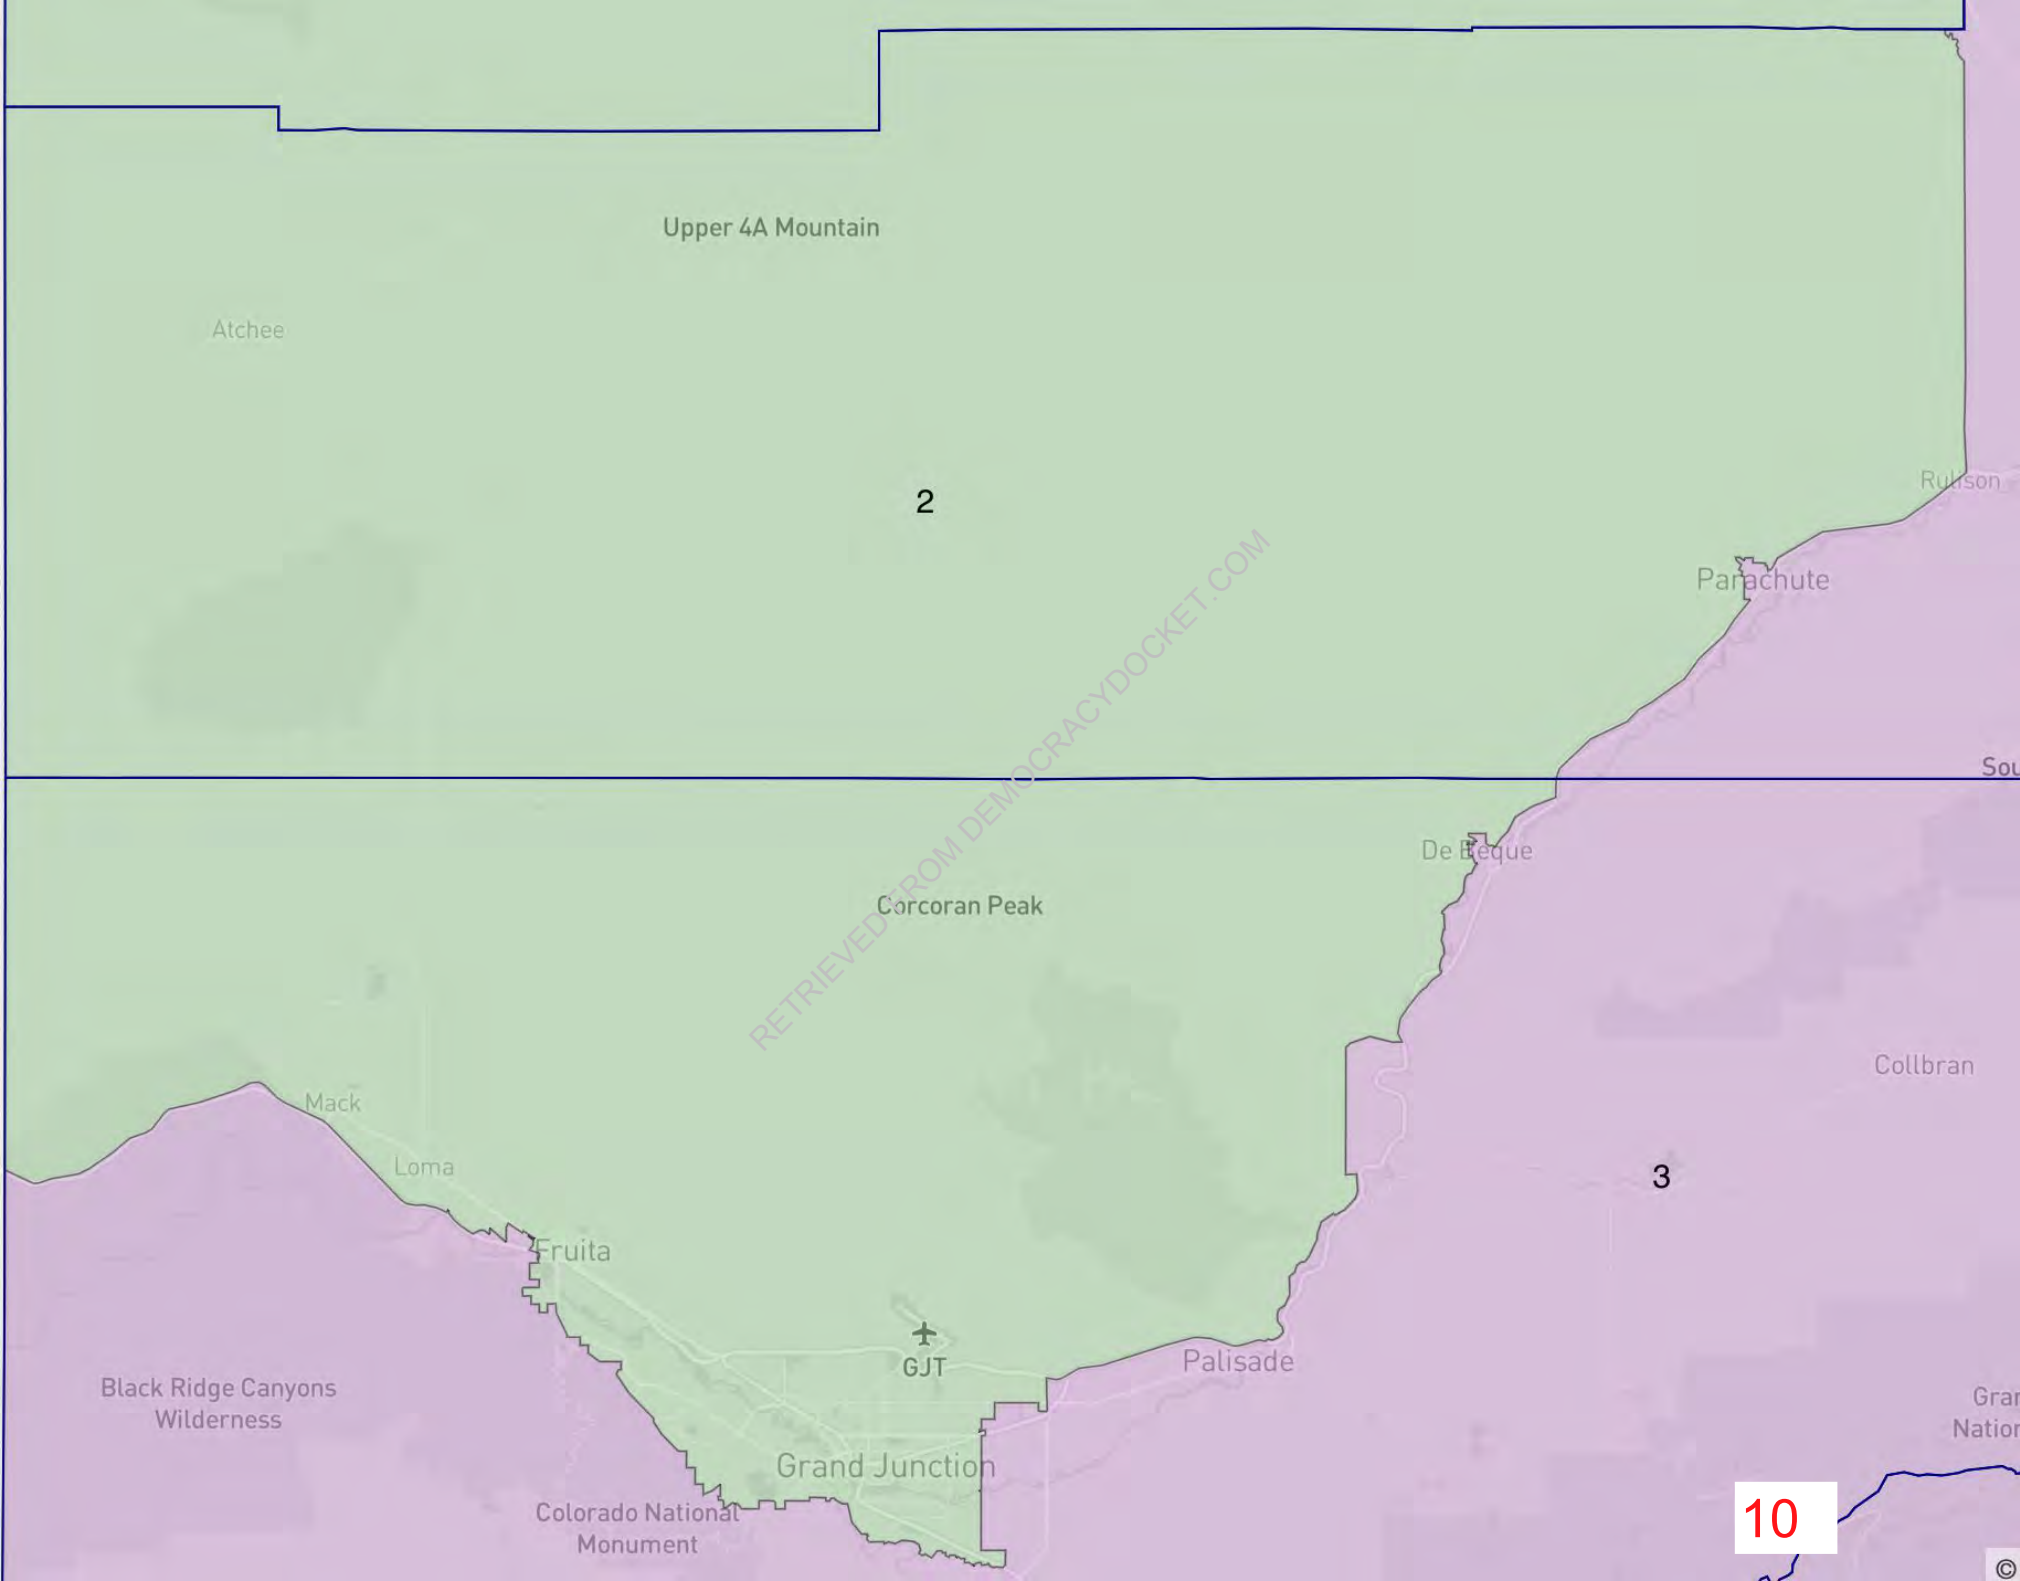 Upper 4A Mountain
Atchee
Rulison
2
Parachute
RETRIEVED FROM DEMOCRACYDOCKET.COM
Sou
De Beque
Corcoran Peak
Collbran
Mack
Loma
3
Fruita
GJT
Palisade
Black Ridge Canyons
Wilderness
Gran
Nation
Grand Junction
Colorado National
Monument
10
©